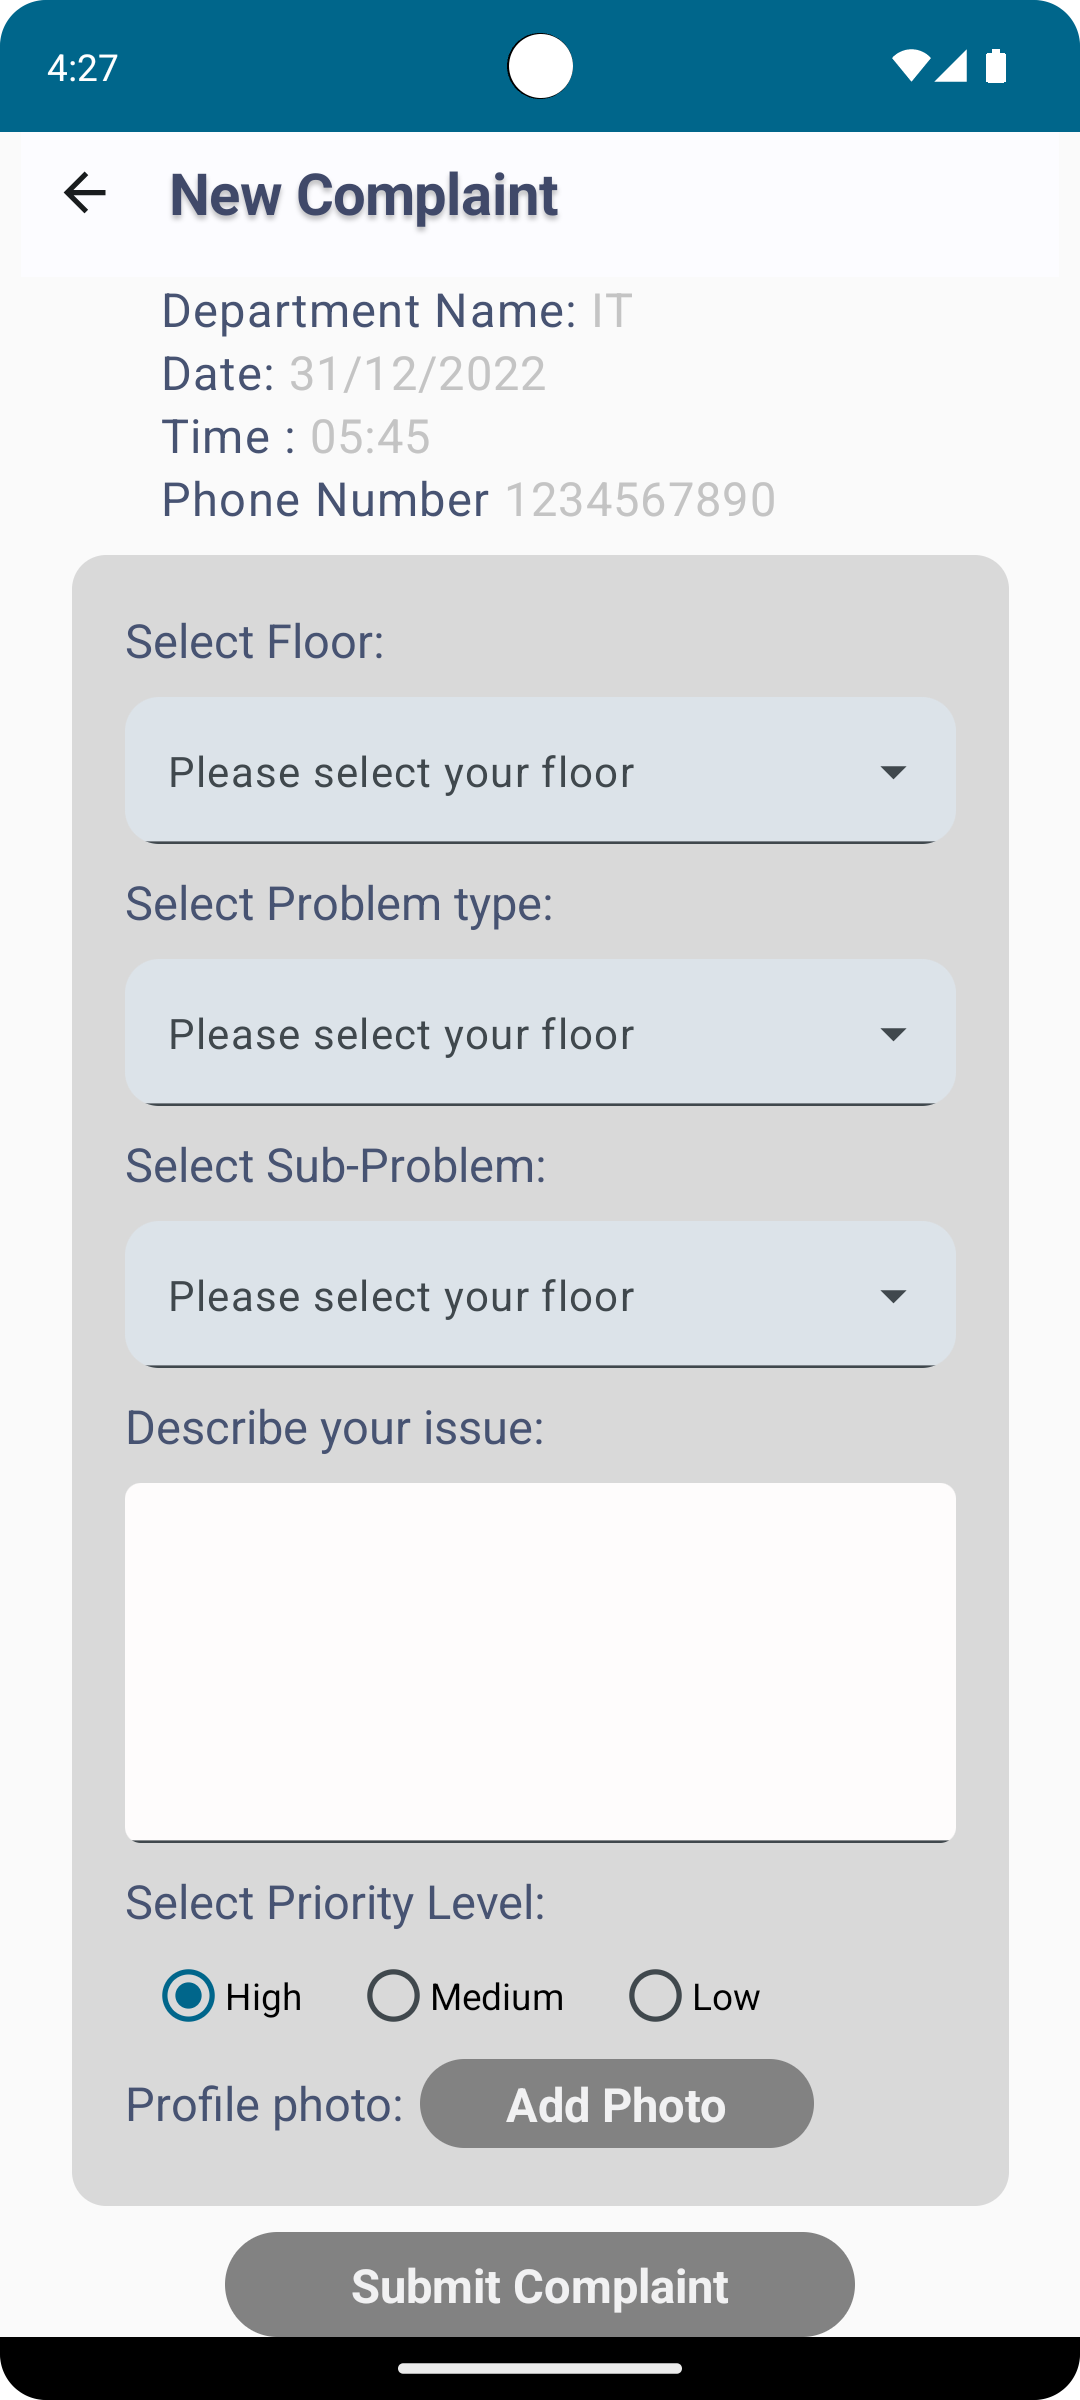 4:27
New Complaint
Department Name: IT
Date: 31/12/2022
Time : 05:45
Phone Number 1234567890
Select Floor:
Please select your floor
Select Problem type:
Please select your floor
Select Sub-Problem:
Please select your floor
Describe your issue:
Select Priority Level:
High Medium Low
Profile photo: Add Photo
Submit Complaint